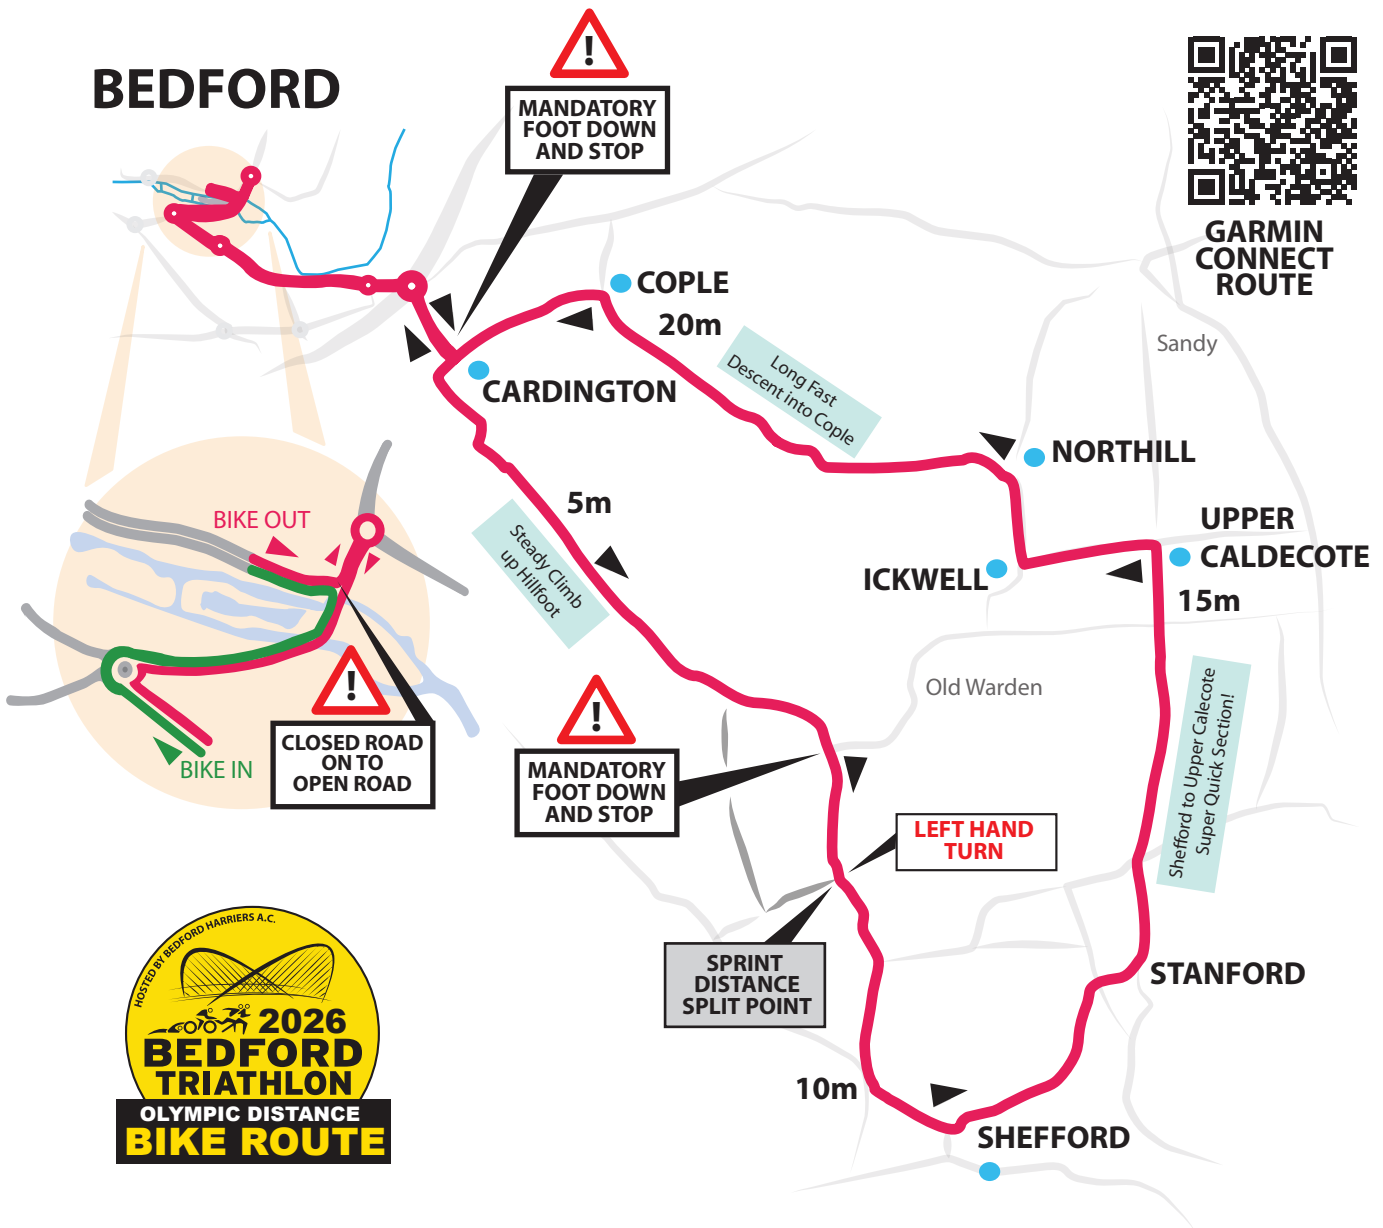 BEDFORD
!
MANDATORY
FOOT DOWN
AND STOP
GARMIN
CONNECT
ROUTE
COPLE
20m
Sandy
Long Fast
Descent into Cople
CARDINGTON
NORTHILL
5m
UPPER
CALDECOTE
ICKWELL
15m
Steady Climb
up Hillfoot
BIKE OUT
!
CLOSED ROAD
ON TO
OPEN ROAD
BIKE IN
Old Warden
!
MANDATORY
FOOT DOWN
AND STOP
Shefford to Upper Calecote
Super Quick Section!
LEFT HAND
TURN
SPRINT
DISTANCE
SPLIT POINT
STANFORD
10m
SHEFFORD
HOSTED BY BEDFORD HARRIERS A.C.
2026
BEDFORD
TRIATHLON
OLYMPIC DISTANCE
BIKE ROUTE